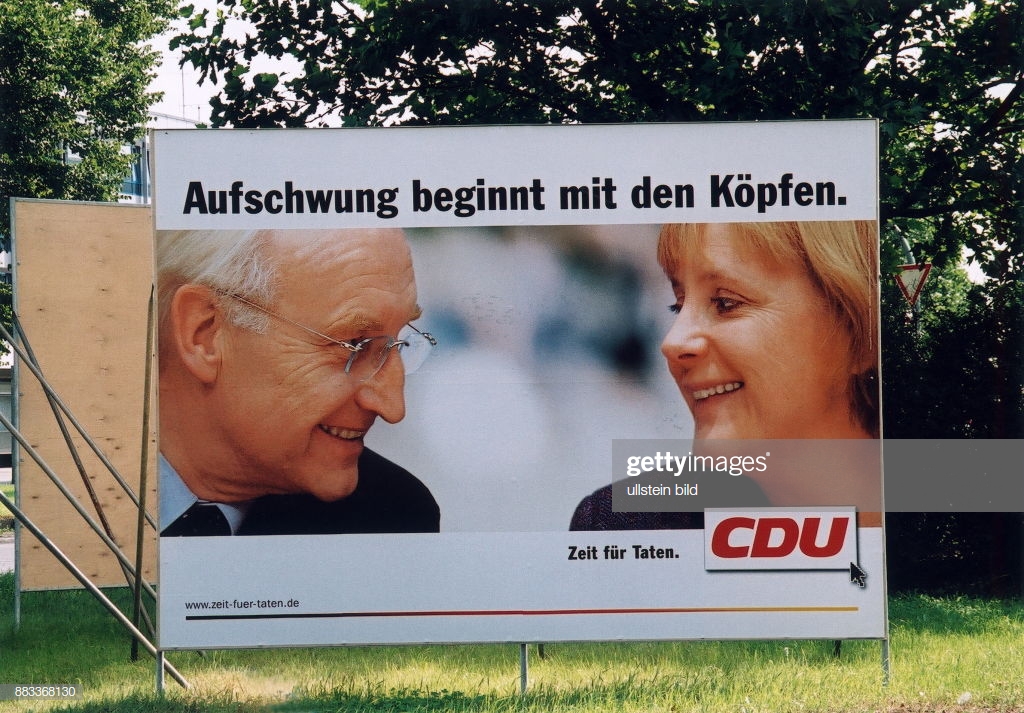 Aufschwung beginnt mit den Köpfen.
gettyimages®
ullstein bild
Zeit für Taten.
CDU
www.zeit-fuer-taten.de
883368130